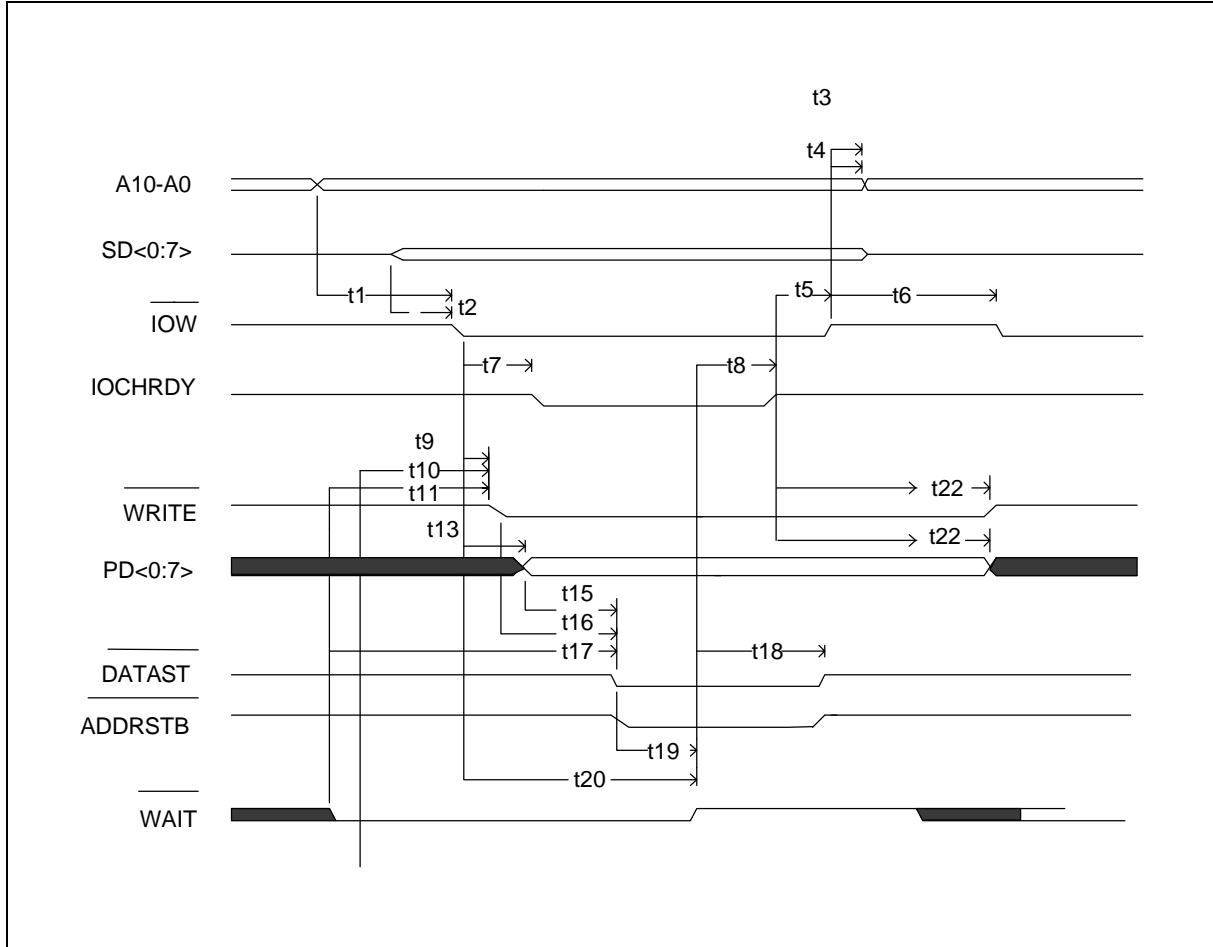 t3
t4
A10-A0
SD<0:7>
t1
t2
t5
t6
IOW
t7
t8
IOCHRDY
t9
t10
t11
t22
WRITE
t13
t22
PD<0:7>
t15
t16
t17
t18
DATAST
ADDRSTB
t19
t20
WAIT